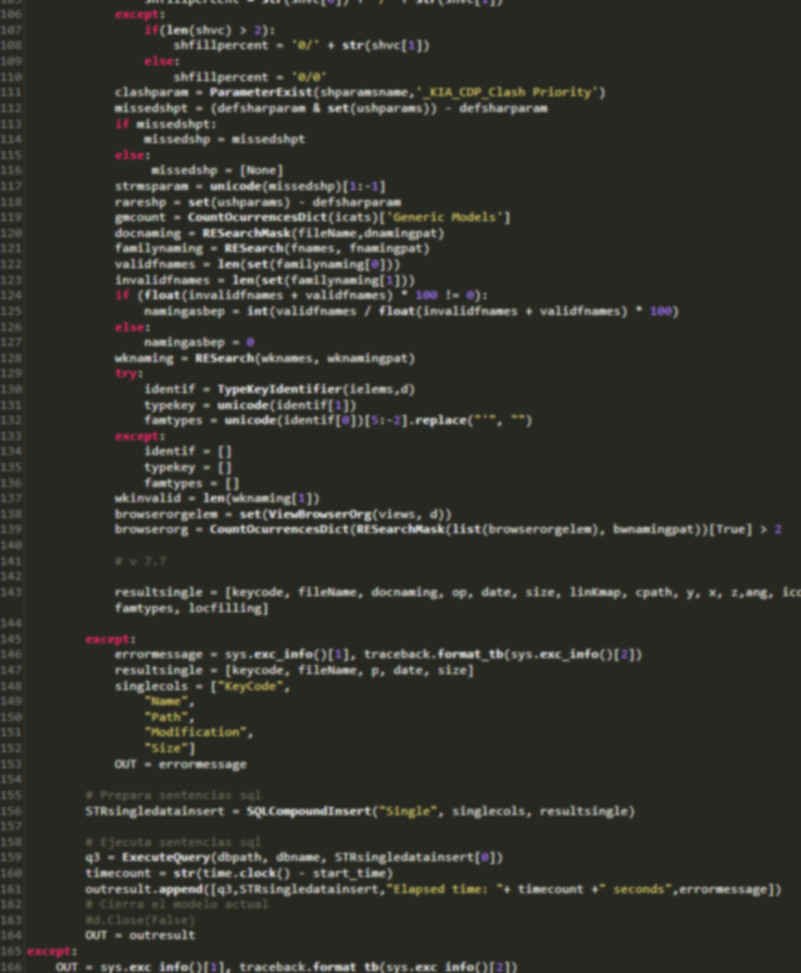 105 shfillpercent = str(shvc[0]) + '/' + str(shvc[1])
106 except:
107 if(len(shvc) > 2):
108 shfillpercent = '0/' + str(shvc[1])
109 else:
110 shfillpercent = '0/0'
111 clashparam = ParameterExist(shparamsname,'_KIA_CDP_Clash Priority')
112 missedshpt = (defsharparam & set(ushparams)) - defsharparam
113 if missedshpt:
114 missedshp = missedshpt
115 else:
116 missedshp = [None]
117 strmsparam = unicode(missedshp)[1:-1]
118 rareshp = set(ushparams) - defsharparam
119 gmcount = CountOcurrencesDict(icats)['Generic Models']
120 docnaming = RESearchMask(fileName,dnamingpat)
121 familynaming = RESearch(fnames, fnamingpat)
122 validfnames = len(set(familynaming[0]))
123 invalidfnames = len(set(familynaming[1]))
124 if (float(invalidfnames + validfnames) * 100 != 0):
125 namingasbep = int(validfnames / float(invalidfnames + validfnames) * 100)
126 else:
127 namingasbep = 0
128 wknaming = RESearch(wknames, wknamingpat)
129 try:
130 identif = TypeKeyIdentifier(ielems,d)
131 typekey = unicode(identif[1])
132 famtypes = unicode(identif[0])[5:-2].replace("'", "")
133 except:
134 identif = []
135 typekey = []
136 famtypes = []
137 wkinvalid = len(wknaming[1])
138 browserorgelem = set(ViewBrowserOrg(views, d))
139 browserorg = CountOcurrencesDict(RESearchMask(list(browserorgelem), bwnamingpat))[True] > 2
140
141 # v 7.7
142
143 resultsingle = [keycode, fileName, docnaming, op, date, size, linKmap, cpath, y, x, z,ang, ico
famtypes, locfilling]
144
145 except:
146 errormessage = sys.exc_info()[1], traceback.format_tb(sys.exc_info()[2])
147 resultsingle = [keycode, fileName, p, date, size]
148 singlecols = ["KeyCode",
149 "Name",
150 "Path",
151 "Modification",
152 "Size"]
153 OUT = errormessage
154
155 # Prepara sentencias sql
156 STRsingledatainsert = SQLCompoundInsert("Single", singlecols, resultsingle)
157
158 # Ejecuta sentencias sql
159 q3 = ExecuteQuery(dbpath, dbname, STRsingledatainsert[0])
160 timecount = str(time.clock() - start_time)
161 outresult.append([q3,STRsingledatainsert,"Elapsed time: "+ timecount +" seconds",errormessage])
162 # Cierra el modelo actual
163 #d.Close(False)
164 OUT = outresult
165 except:
166 OUT = sys.exc_info()[1], traceback.format_tb(sys.exc_info()[2])